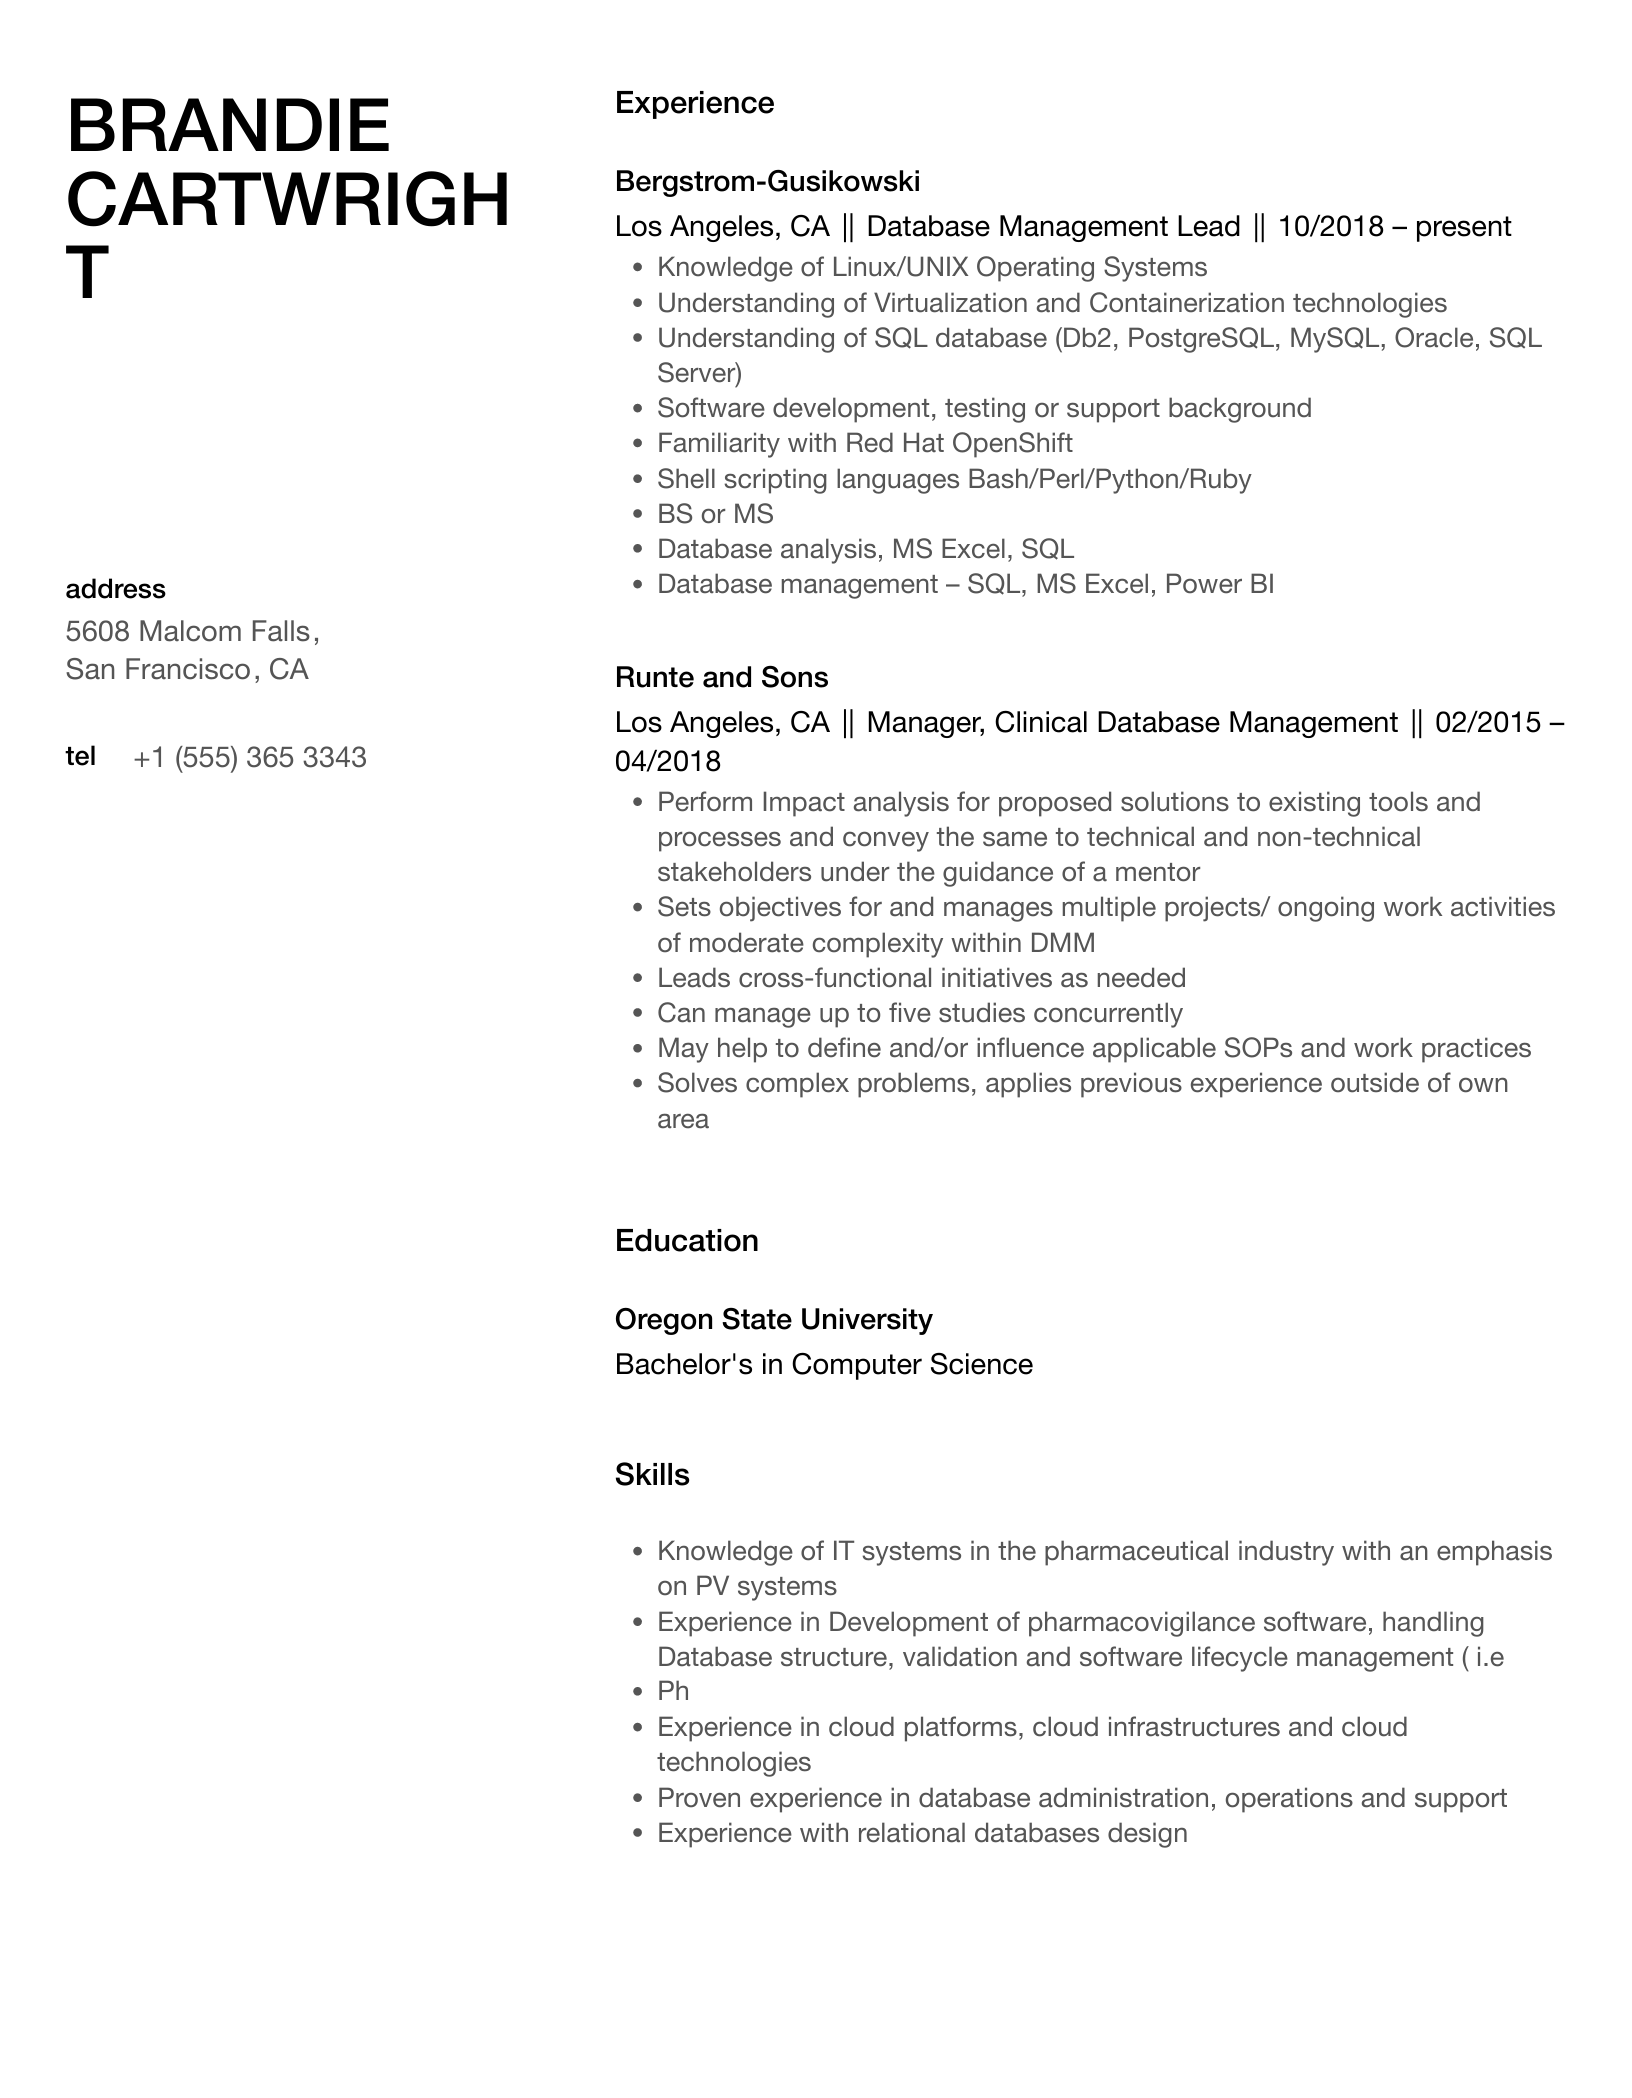 BRANDIE
CARTWRIGH
T
address
5608 Malcom Falls,
San Francisco, CA
tel +1 (555) 365 3343
Experience
Bergstrom-Gusikowski
Los Angeles, CA || Database Management Lead || 10/2018 – present
• Knowledge of Linux/UNIX Operating Systems
• Understanding of Virtualization and Containerization technologies
• Understanding of SQL database (Db2, PostgreSQL, MySQL, Oracle, SQL
Server)
• Software development, testing or support background
• Familiarity with Red Hat OpenShift
• Shell scripting languages Bash/Perl/Python/Ruby
• BS or MS
• Database analysis, MS Excel, SQL
• Database management – SQL, MS Excel, Power BI
Runte and Sons
Los Angeles, CA || Manager, Clinical Database Management || 02/2015 –
04/2018
• Perform Impact analysis for proposed solutions to existing tools and
processes and convey the same to technical and non-technical
stakeholders under the guidance of a mentor
• Sets objectives for and manages multiple projects/ ongoing work activities
of moderate complexity within DMM
• Leads cross-functional initiatives as needed
• Can manage up to five studies concurrently
• May help to define and/or influence applicable SOPs and work practices
• Solves complex problems, applies previous experience outside of own
area
Education
Oregon State University
Bachelor's in Computer Science
Skills
• Knowledge of IT systems in the pharmaceutical industry with an emphasis
on PV systems
• Experience in Development of pharmacovigilance software, handling
Database structure, validation and software lifecycle management ( i.e
• Ph
• Experience in cloud platforms, cloud infrastructures and cloud
technologies
• Proven experience in database administration, operations and support
• Experience with relational databases design